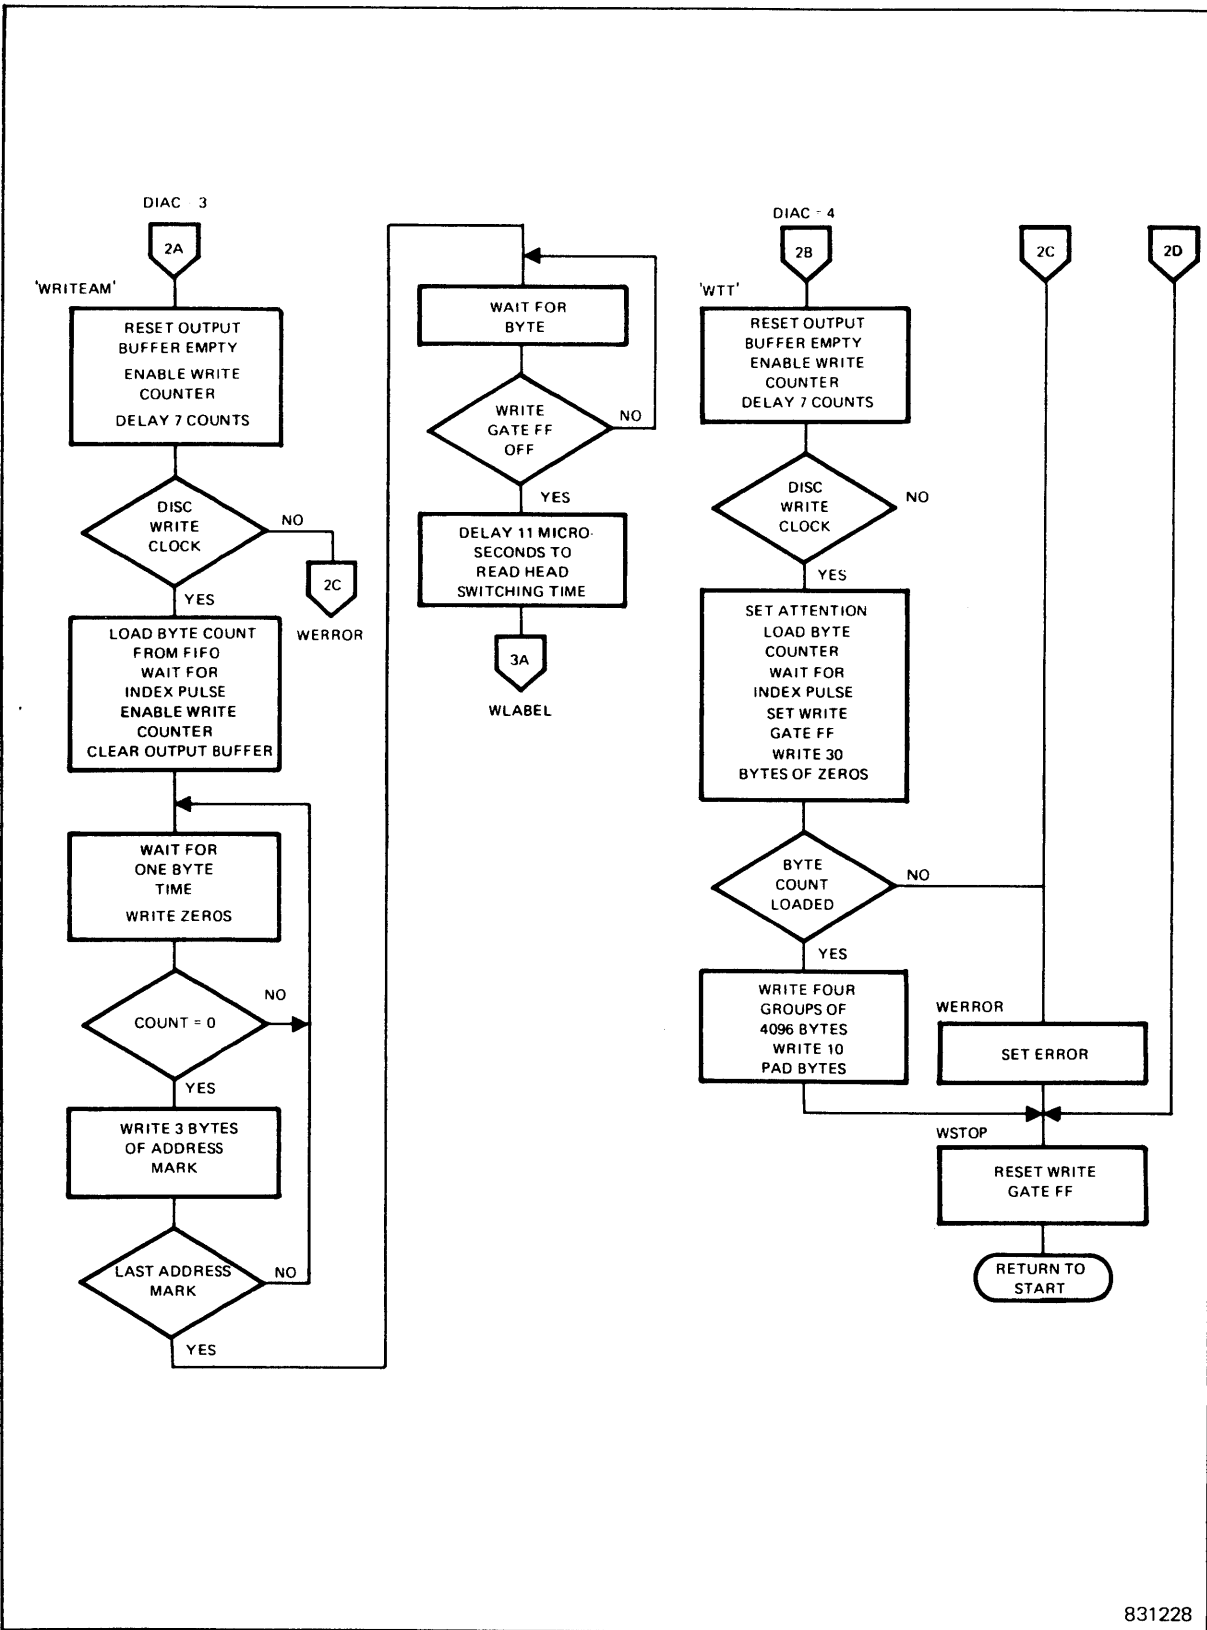 DIAC - 3
2A
'WRITEAM'
RESET OUTPUT
BUFFER EMPTY
ENABLE WRITE
COUNTER
DELAY 7 COUNTS
DISC
WRITE
CLOCK
NO
2C
WERROR
YES
LOAD BYTE COUNT
FROM FIFO
WAIT FOR
INDEX PULSE
ENABLE WRITE
COUNTER
CLEAR OUTPUT BUFFER
WAIT FOR
ONE BYTE
TIME
WRITE ZEROS
COUNT = 0
NO
YES
WRITE 3 BYTES
OF ADDRESS
MARK
LAST ADDRESS
MARK
NO
YES
WAIT FOR
BYTE
WRITE
GATE FF
OFF
NO
YES
DELAY 11 MICRO-
SECONDS TO
READ HEAD
SWITCHING TIME
3A
WLABEL
DIAC - 4
2B
'WTT'
RESET OUTPUT
BUFFER EMPTY
ENABLE WRITE
COUNTER
DELAY 7 COUNTS
DISC
WRITE
CLOCK
NO
YES
SET ATTENTION
LOAD BYTE
COUNTER
WAIT FOR
INDEX PULSE
SET WRITE
GATE FF
WRITE 30
BYTES OF ZEROS
BYTE
COUNT
LOADED
NO
YES
WRITE FOUR
GROUPS OF
4096 BYTES
WRITE 10
PAD BYTES
2C
2D
WERROR
SET ERROR
WSTOP
RESET WRITE
GATE FF
RETURN TO
START
831228